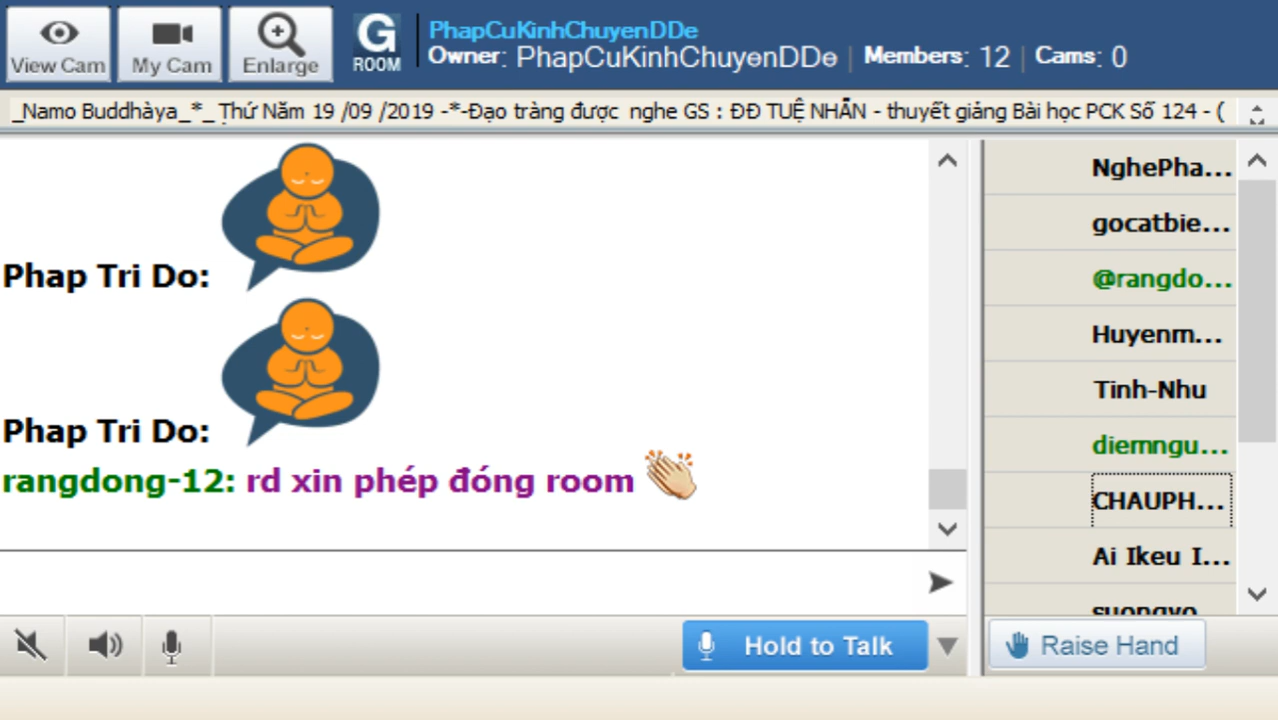 View Cam
My Cam
Enlarge
G
ROOM
PhapCuKinhChuyenDDe
Owner: PhapCuKinhChuyenDDe | Members: 12 | Cams: 0
_Namo Buddhàya_*_ Thứ Năm 19 /09 /2019 -*-Đạo tràng được nghe GS : ĐĐ TUỆ NHẪN - thuyết giảng Bài học PCK Số 124 - (
Phap Tri Do:
Phap Tri Do:
rangdong-12: rd xin phép đóng room
NghePha...
gocatbie...
@rangdo...
Huyenm...
Tinh-Nhu
diemngu...
CHAUPH...
Ai Ikeu I...
Hold to Talk
Raise Hand